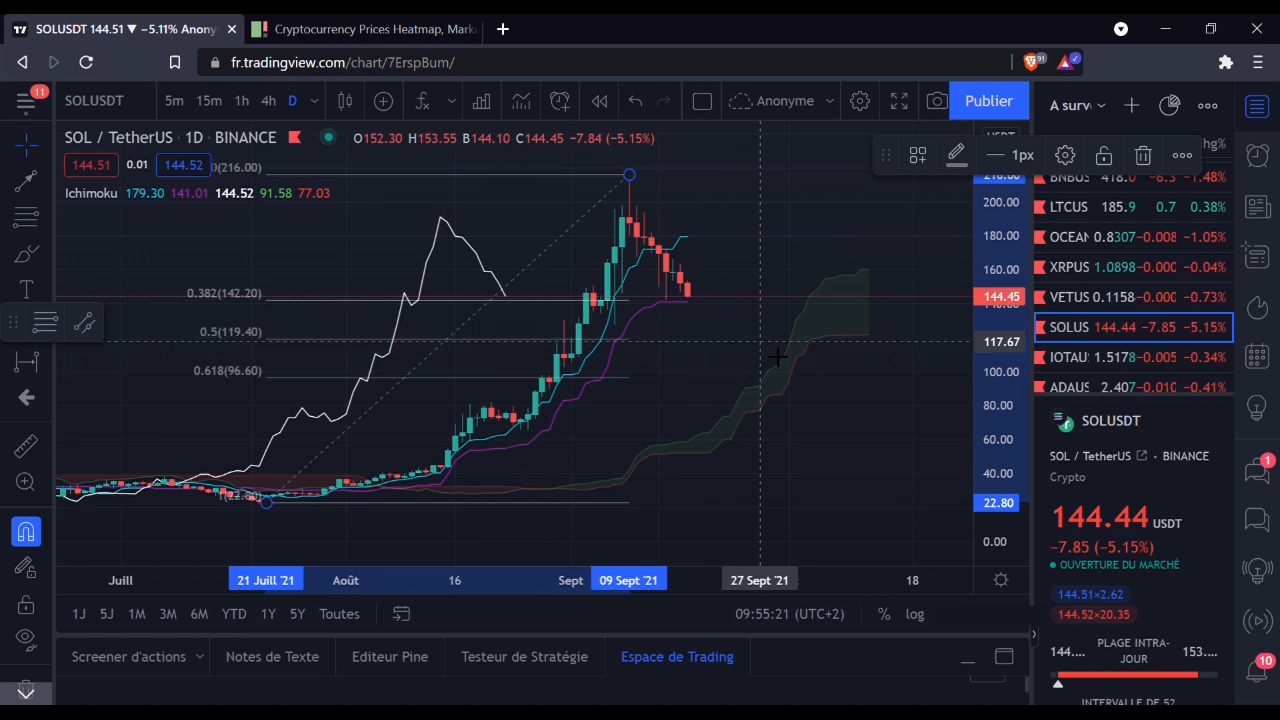 SOLUSDT 144.51 ▼ −5.11% Anony
Cryptocurrency Prices Heatmap, Mark
fr.tradingview.com/chart/7ErspBum/
91
11
SOLUSDT 5m 15m 1h 4h D
Anonyme
Publier
A surv
SOL / TetherUS · 1D · BINANCE
O152.30 H153.55 B144.10 C144.45 −7.84 (−5.15%)
144.51 0.01 144.52
Ichimoku 179.30 141.01 144.52 91.58 77.03
(216.00)
0.382(142.20)
0.5(119.40)
0.618(96.60)
1(22.80)
1px
hg%
200.00
180.00
160.00
144.45
117.67
100.00
80.00
60.00
40.00
22.80
0.00
LTCUS 185.9 0.7 0.38%
OCEAN 0.8307 -0.008 -1.05%
XRPUS 1.0898 -0.000 -0.04%
VETUS 0.1158 -0.000 -0.73%
SOLUS 144.44 -7.85 -5.15%
IOTAU 1.5178 -0.005 -0.34%
ADAUS 2.407 -0.010 -0.41%
SOLUSDT
SOL / TetherUS · BINANCE
Crypto
144.44 USDT
−7.85 (−5.15%)
OUVERTURE DU MARCHÉ
144.51×2.62
144.52×20.35
144.... PLAGE INTRA-JOUR 153....
INTERVALLE DE 52
1
10
Juill 21 Juill '21 Août 16 Sept 09 Sept '21 27 Sept '21 18
1J 5J 1M 3M 6M YTD 1Y 5Y Toutes
09:55:21 (UTC+2) % log
Screener d'actions Notes de Texte Editeur Pine Testeur de Stratégie Espace de Trading